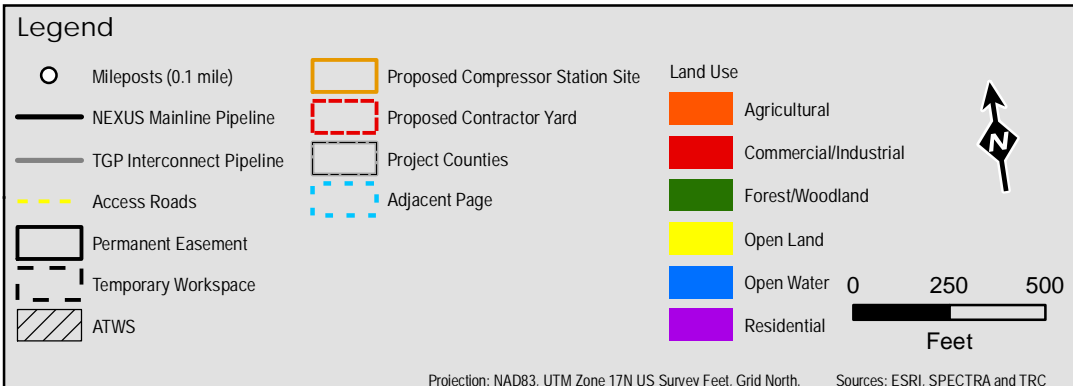 Legend
Mileposts (0.1 mile)
NEXUS Mainline Pipeline
TGP Interconnect Pipeline
Access Roads
Permanent Easement
Temporary Workspace
ATWS
Proposed Compressor Station Site
Proposed Contractor Yard
Project Counties
Adjacent Page
Land Use
Agricultural
Commercial/Industrial
Forest/Woodland
Open Land
Open Water
Residential
N
0 250 500
Feet
Projection: NAD83, UTM Zone 17N US Survey Feet, Grid North. Sources: ESRI, SPECTRA and TRC